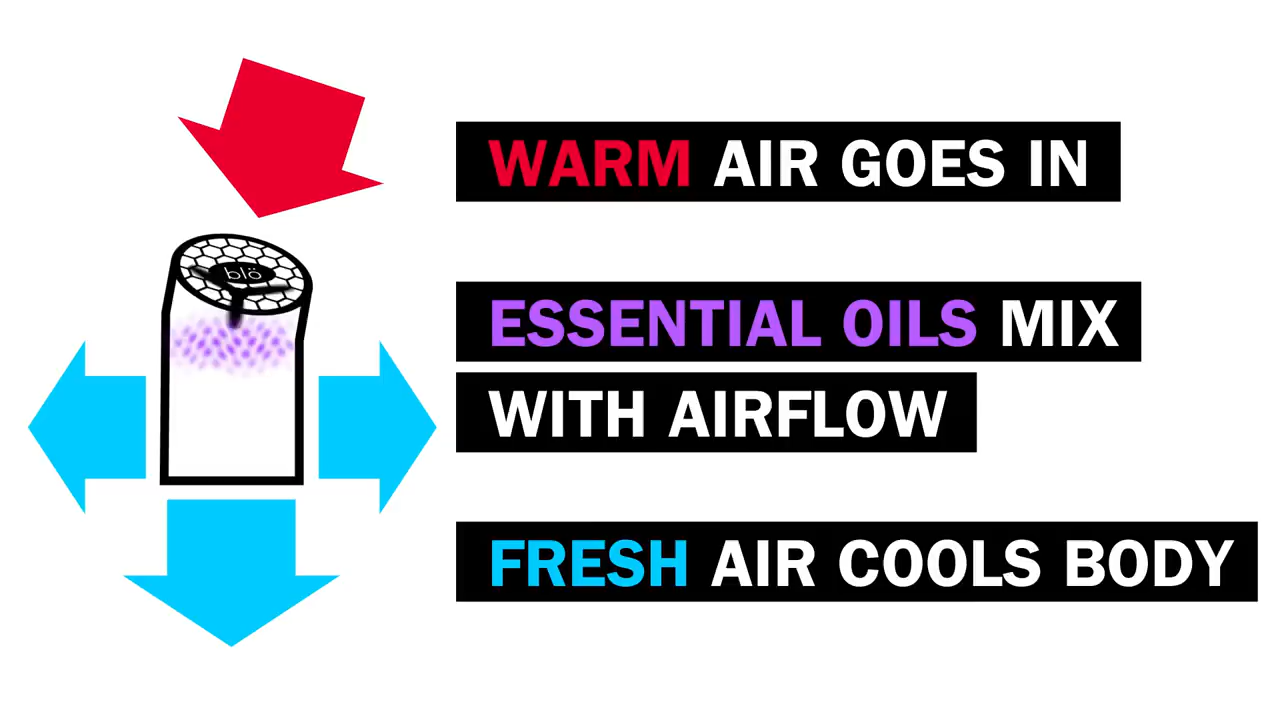 WARM AIR GOES IN
blö
ESSENTIAL OILS MIX
WITH AIRFLOW
FRESH AIR COOLS BODY